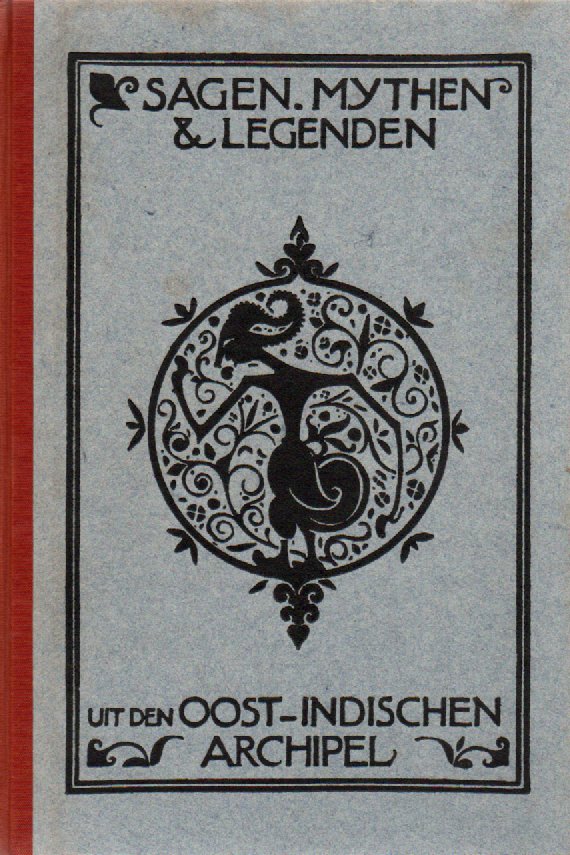 SAGEN. MYTHEN
& LEGENDEN
UIT DEN OOST-INDISCHEN
ARCHIPEL